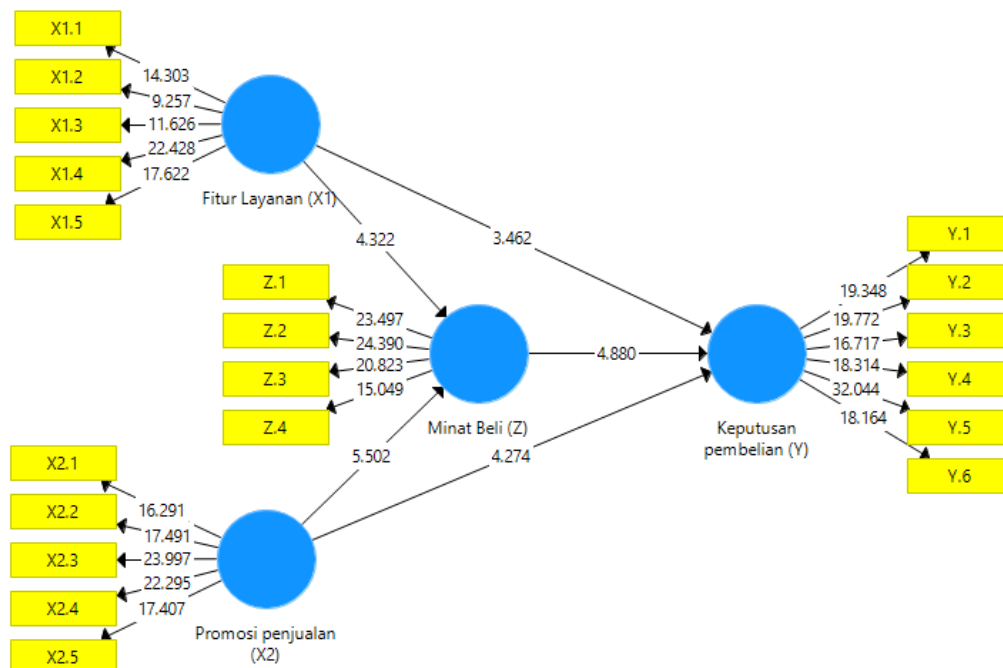 X1.1
X1.2
X1.3
X1.4
X1.5
14.303
9.257
11.626
22.428
17.622
Fitur Layanan (X1)
4.322
3.462
Z.1
Z.2
Z.3
Z.4
23.497
24.390
20.823
15.049
Minat Beli (Z)
4.880
5.502
4.274
Keputusan
pembelian (Y)
19.348
19.772
16.717
18.314
32.044
18.164
Y.1
Y.2
Y.3
Y.4
Y.5
Y.6
X2.1
X2.2
X2.3
X2.4
X2.5
16.291
17.491
23.997
22.295
17.407
Promosi penjualan
(X2)